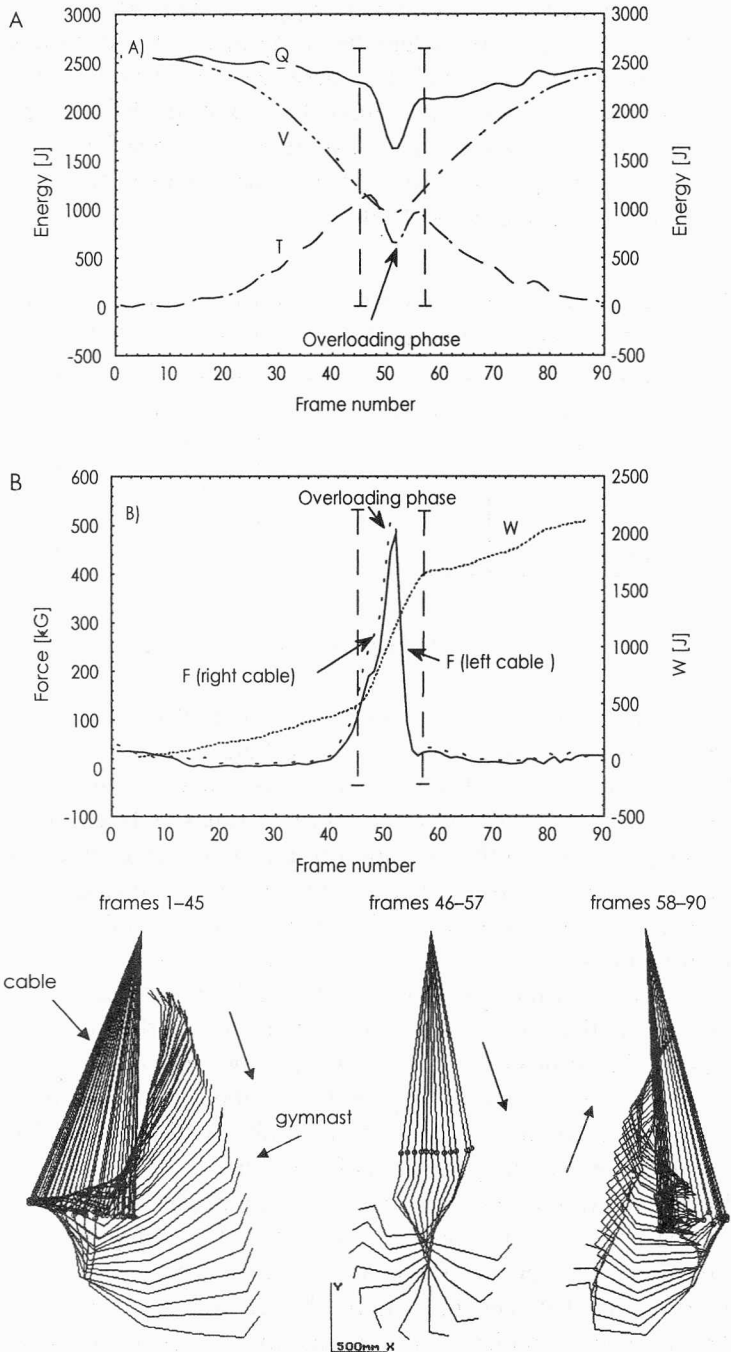 A
A)
Q
V
T
Overloading phase
Energy [J]
Energy [J]
3000
2500
2000
1500
1000
500
0
-500
3000
2500
2000
1500
1000
500
0
-500
0 10 20 30 40 50 60 70 80 90
Frame number
B
B)
Overloading phase
W
F (right cable)
F (left cable )
Force [kG]
W [J]
600
500
400
300
200
100
0
-100
2500
2000
1500
1000
500
0
-500
0 10 20 30 40 50 60 70 80 90
Frame number
frames 1–45
frames 46–57
frames 58–90
cable
gymnast
Y
500mm X